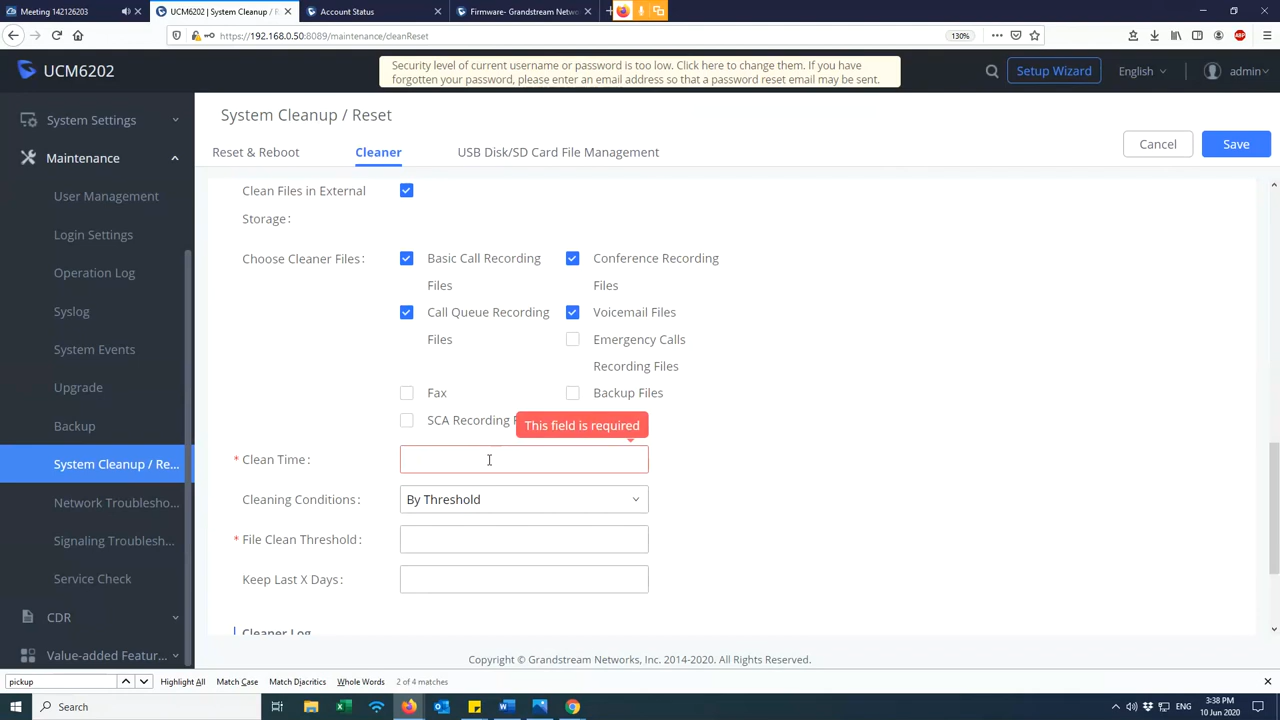 Meeting 142126203
UCM6202 | System Cleanup / R
Account Status
Firmware- Grandstream Netwo
https://192.168.0.50:8089/maintenance/cleanReset
130%
ABP
UCM6202
Security level of current username or password is too low. Click here to change them. If you have
forgotten your password, please enter an email address so that a password reset email may be sent.
Setup Wizard
English
admin
System Settings
Maintenance
User Management
Login Settings
Operation Log
Syslog
System Events
Upgrade
Backup
System Cleanup / Re...
Network Troublesho...
Signaling Troublesh...
Service Check
CDR
Value-added Featur...
System Cleanup / Reset
Reset & Reboot
Cleaner
USB Disk/SD Card File Management
Cancel
Save
Clean Files in External
Storage:
Choose Cleaner Files:
Basic Call Recording
Files
Conference Recording
Files
Call Queue Recording
Files
Voicemail Files
Emergency Calls
Recording Files
Fax
Backup Files
SCA Recording F
This field is required
* Clean Time:
Cleaning Conditions:
By Threshold
* File Clean Threshold:
Keep Last X Days:
Cleaner Log
Copyright © Grandstream Networks, Inc. 2014-2020. All Rights Reserved.
pickup
Highlight All
Match Case
Match Diacritics
Whole Words
2 of 4 matches
Search
ENG
3:38 PM
10 Jun 2020